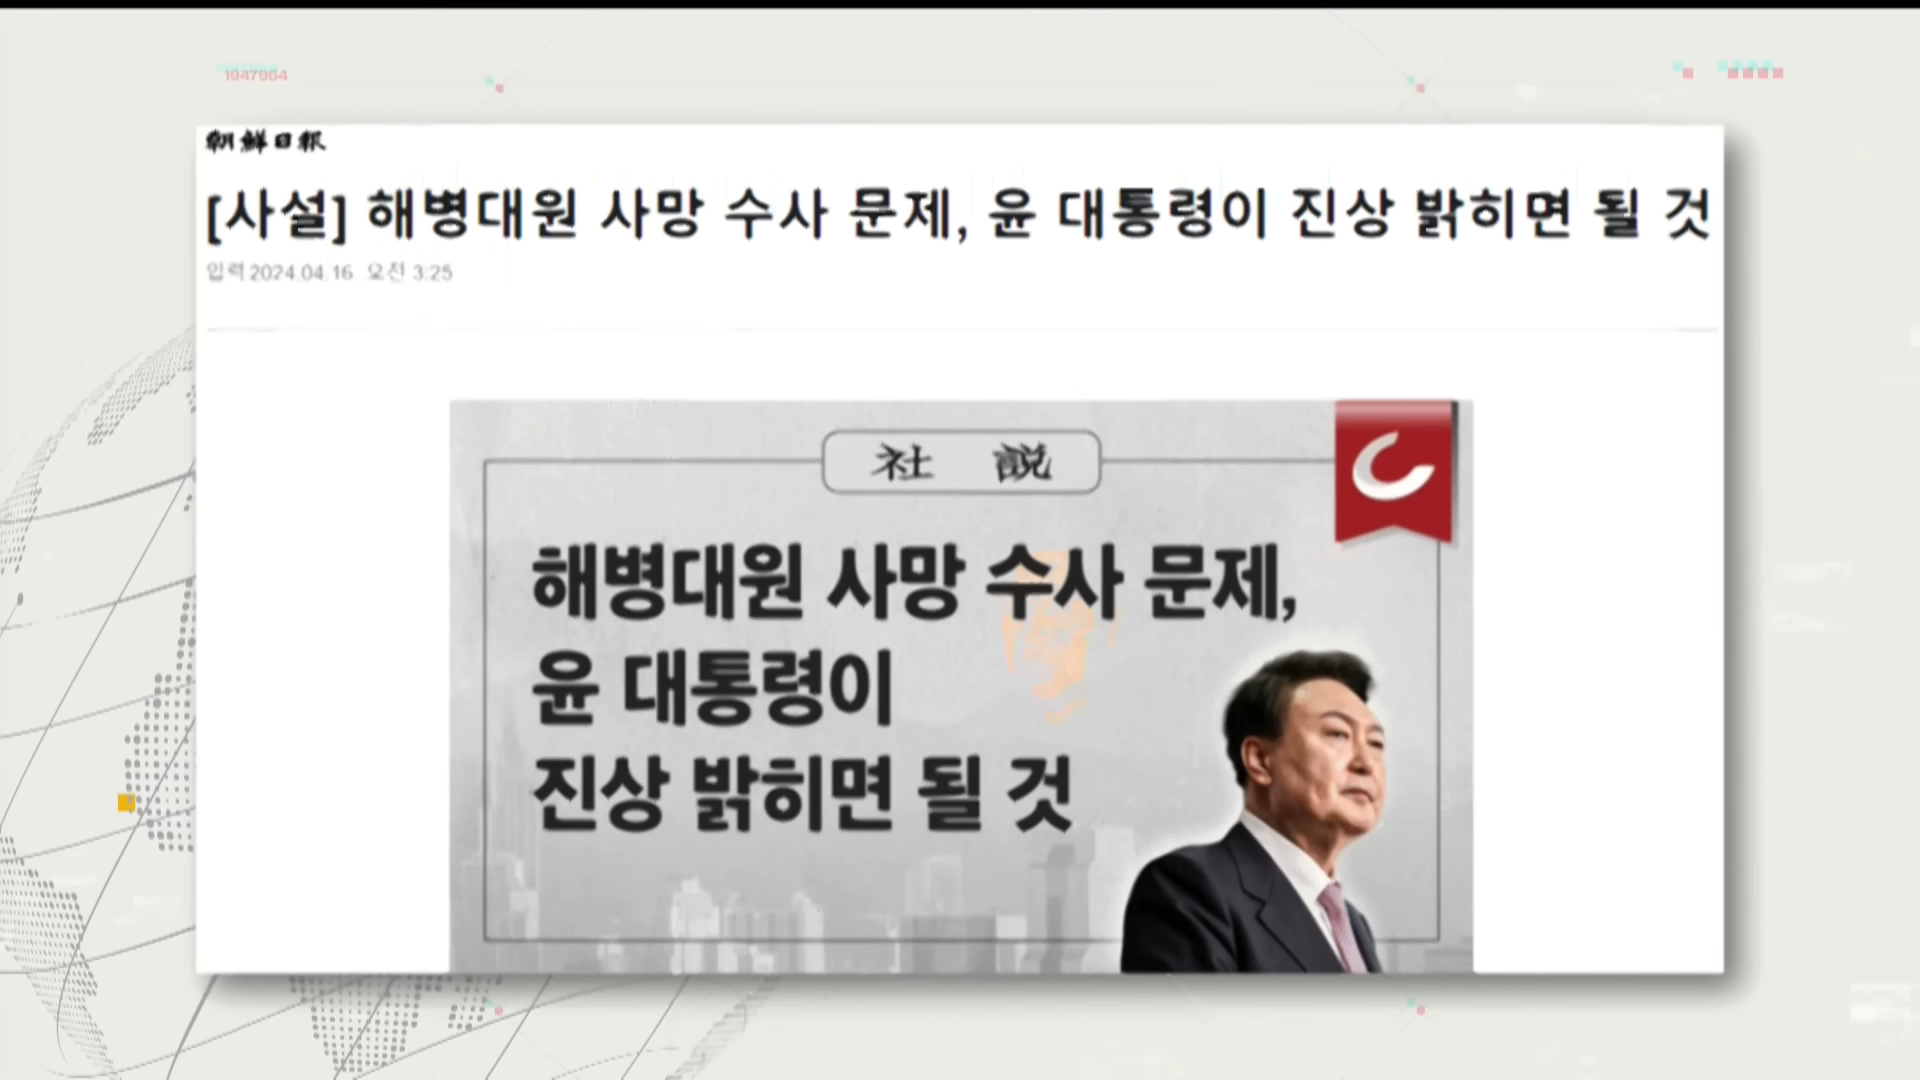 1947964
朝鮮日報
[사설] 해병대원 사망 수사 문제, 윤 대통령이 진상 밝히면 될 것
입력 2024.04.16 오전 3:25
社 說
해병대원 사망 수사 문제,
윤 대통령이
진상 밝히면 될 것